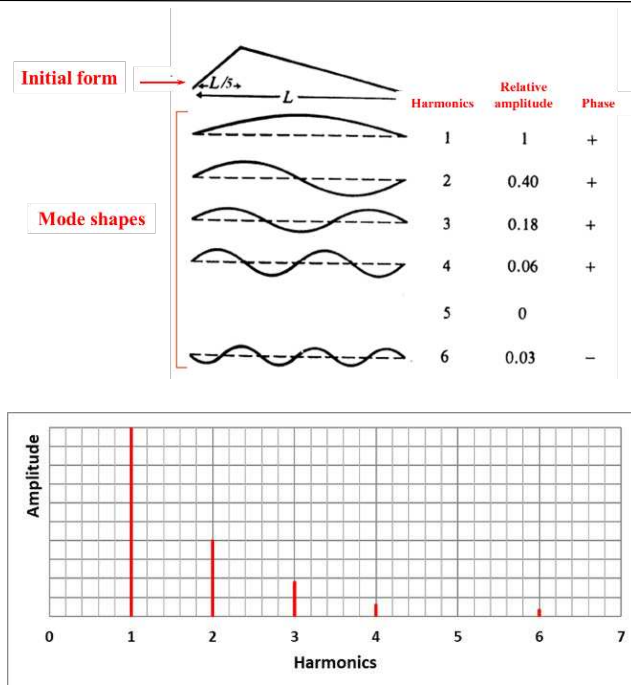 Initial form
L/5
L
Harmonics Relative amplitude Phase
1 1 +
2 0.40 +
3 0.18 +
4 0.06 +
5 0
6 0.03 −
Mode shapes
Amplitude
0 1 2 3 4 5 6 7
Harmonics